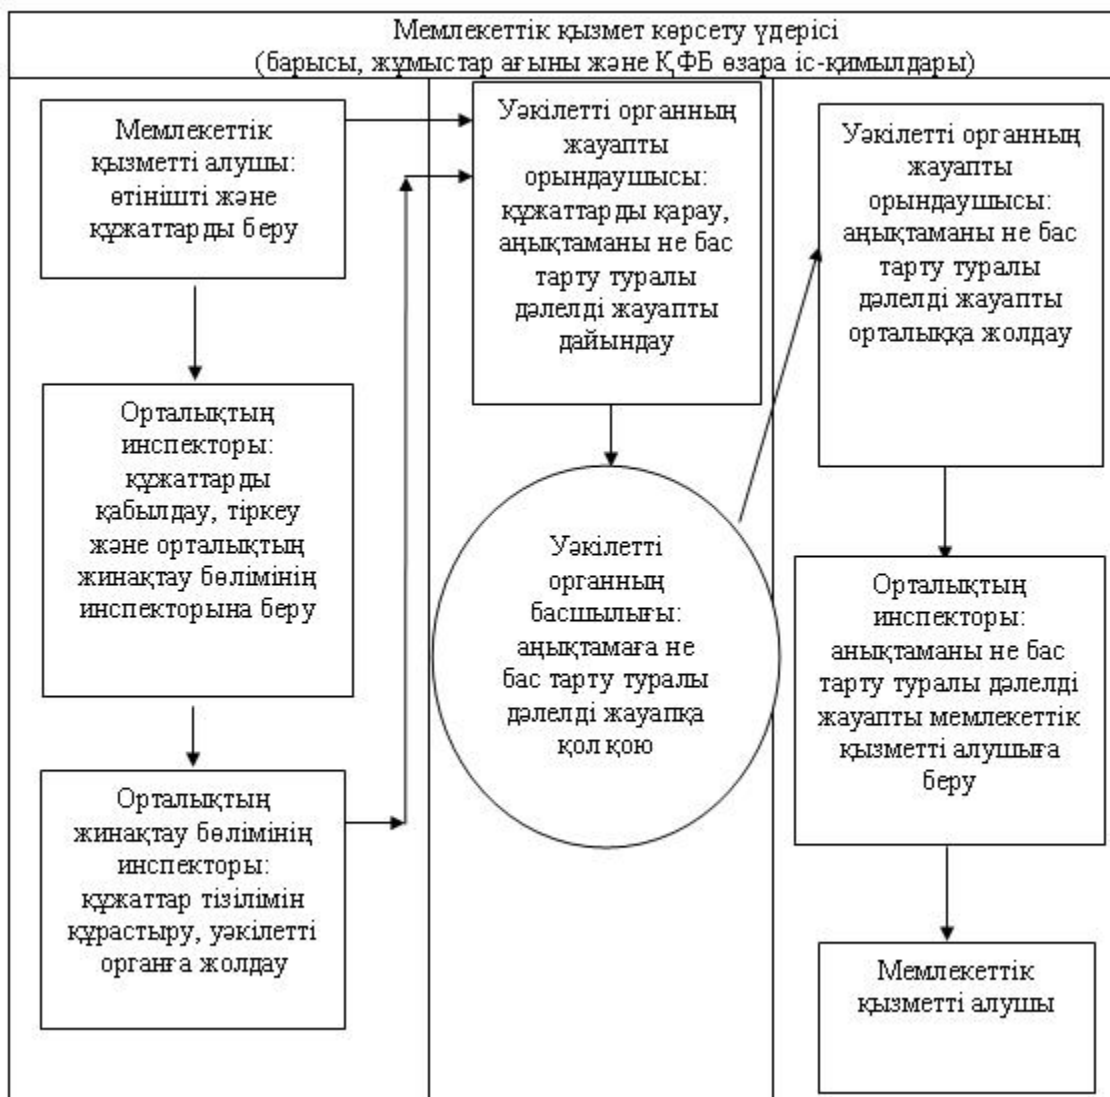 Мемлекеттік қызмет көрсету үдерісі
(барысы, жұмыстар ағыны және ҚФБ өзара іс-қимылдары)
Мемлекеттік
қызметті алушы:
өтінішті және
құжаттарды беру
Орталықтың
инспекторы:
құжаттарды
қабылдау, тіркеу
және орталықтың
жинақтау бөлімінің
инспекторына беру
Орталықтың
жинақтау бөлімінің
инспекторы:
құжаттар тізілімін
құрастыру, уәкілетті
органға жолдау
Уәкілетті органның
жауапты
орындаушысы:
құжаттарды қарау,
аңықтаманы не бас
тарту туралы
дәлелді жауапты
дайындау
Уәкілетті
органның
басшылығы:
аңықтамаға не
бас тарту туралы
дәлелді жауапқа
қол қою
Уәкілетті органның
жауапты
орындаушысы:
аңықтаманы не бас
тарту туралы
дәлелді жауапты
орталыққа жолдау
Орталықтың
инспекторы:
анықтаманы не бас
тарту туралы дәлелді
жауапты мемлекеттік
қызметті алушыға
беру
Мемлекеттік
қызметті алушы